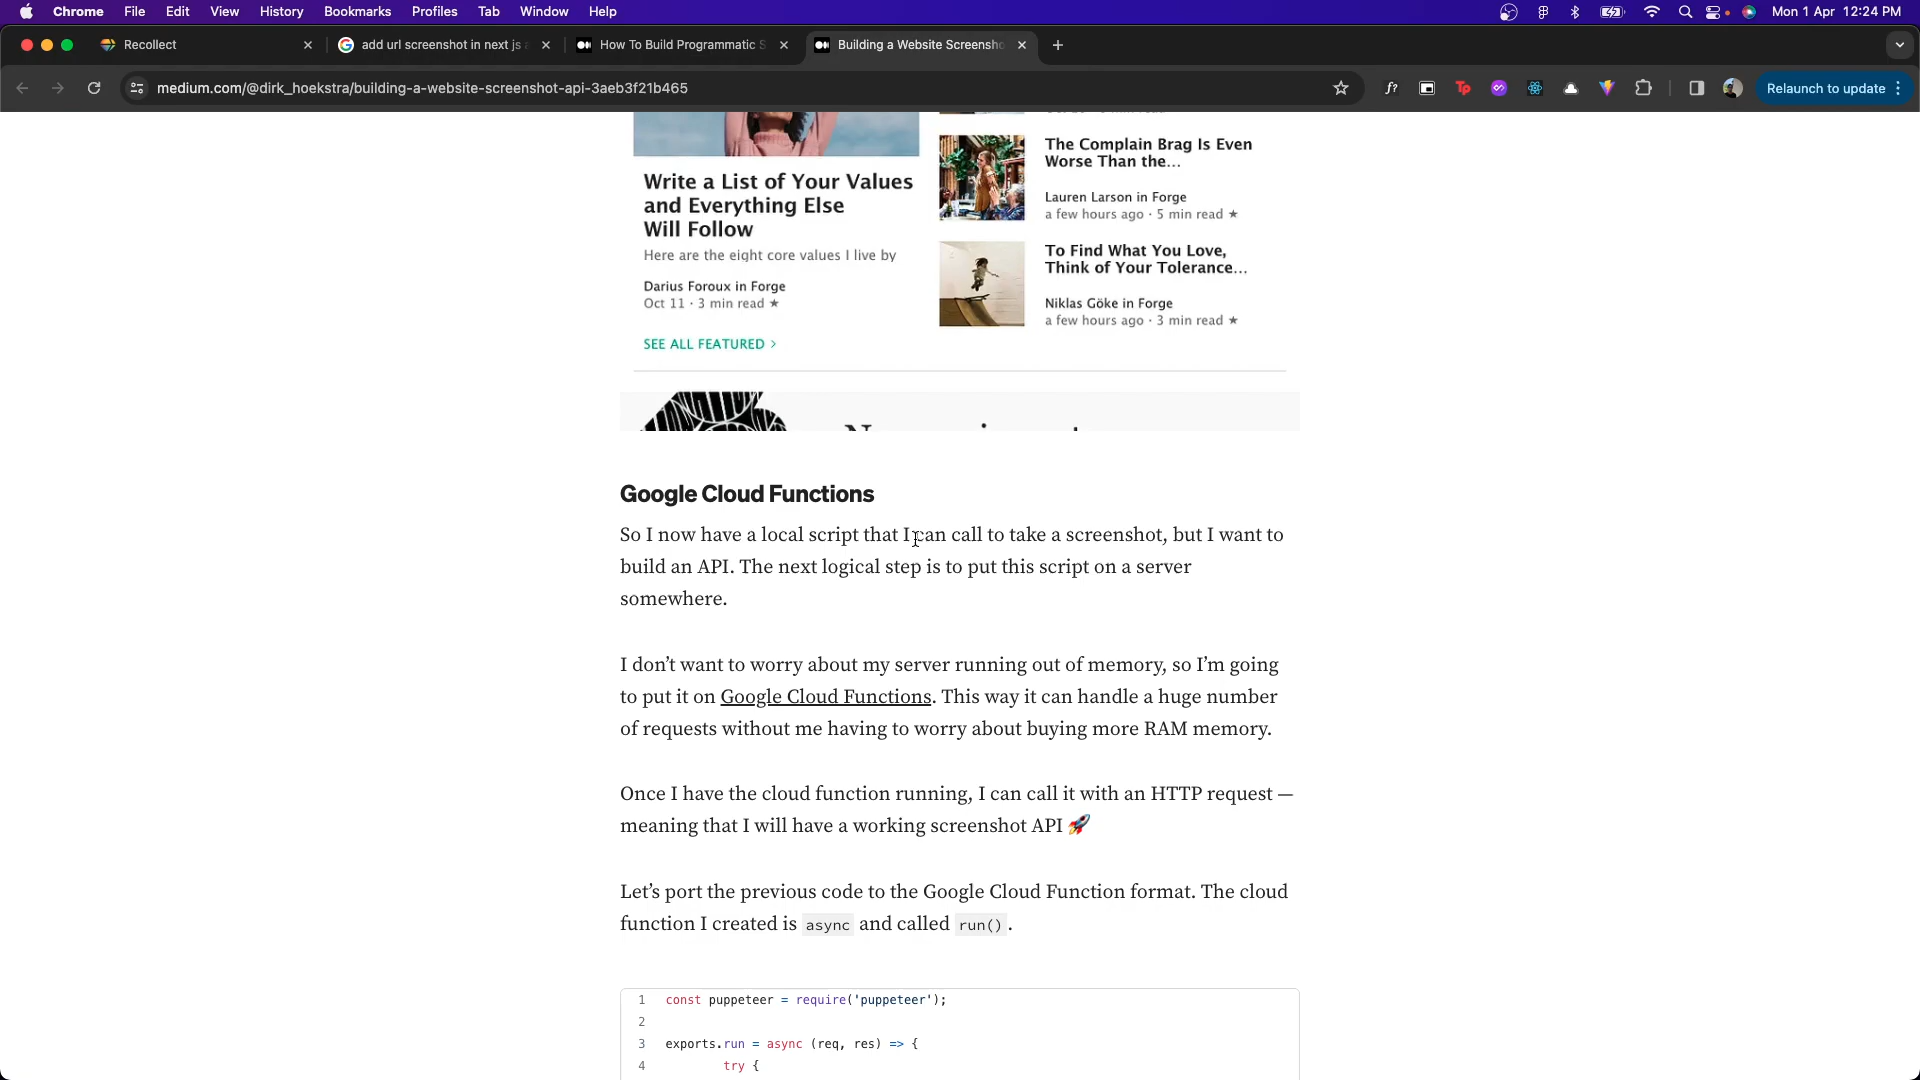 Chrome File Edit View History Bookmarks Profiles Tab Window Help Mon 1 Apr 12:24 PM
Recollect add url screenshot in next js How To Build Programmatic S Building a Website Screensho
medium.com/@dirk_hoekstra/building-a-website-screenshot-api-3aeb3f21b465 f? Tp Relaunch to update
Write a List of Your Values
and Everything Else
Will Follow
Here are the eight core values I live by
Darius Foroux in Forge
Oct 11 · 3 min read ★
SEE ALL FEATURED >
The Complain Brag Is Even
Worse Than the...
Lauren Larson in Forge
a few hours ago · 5 min read ★
To Find What You Love,
Think of Your Tolerance...
Niklas Göke in Forge
a few hours ago · 3 min read ★
Google Cloud Functions
So I now have a local script that I can call to take a screenshot, but I want to
build an API. The next logical step is to put this script on a server
somewhere.
I don’t want to worry about my server running out of memory, so I’m going
to put it on Google Cloud Functions. This way it can handle a huge number
of requests without me having to worry about buying more RAM memory.
Once I have the cloud function running, I can call it with an HTTP request —
meaning that I will have a working screenshot API 🚀
Let’s port the previous code to the Google Cloud Function format. The cloud
function I created is async and called run().
1 const puppeteer = require('puppeteer');
2
3 exports.run = async (req, res) => {
4 try {